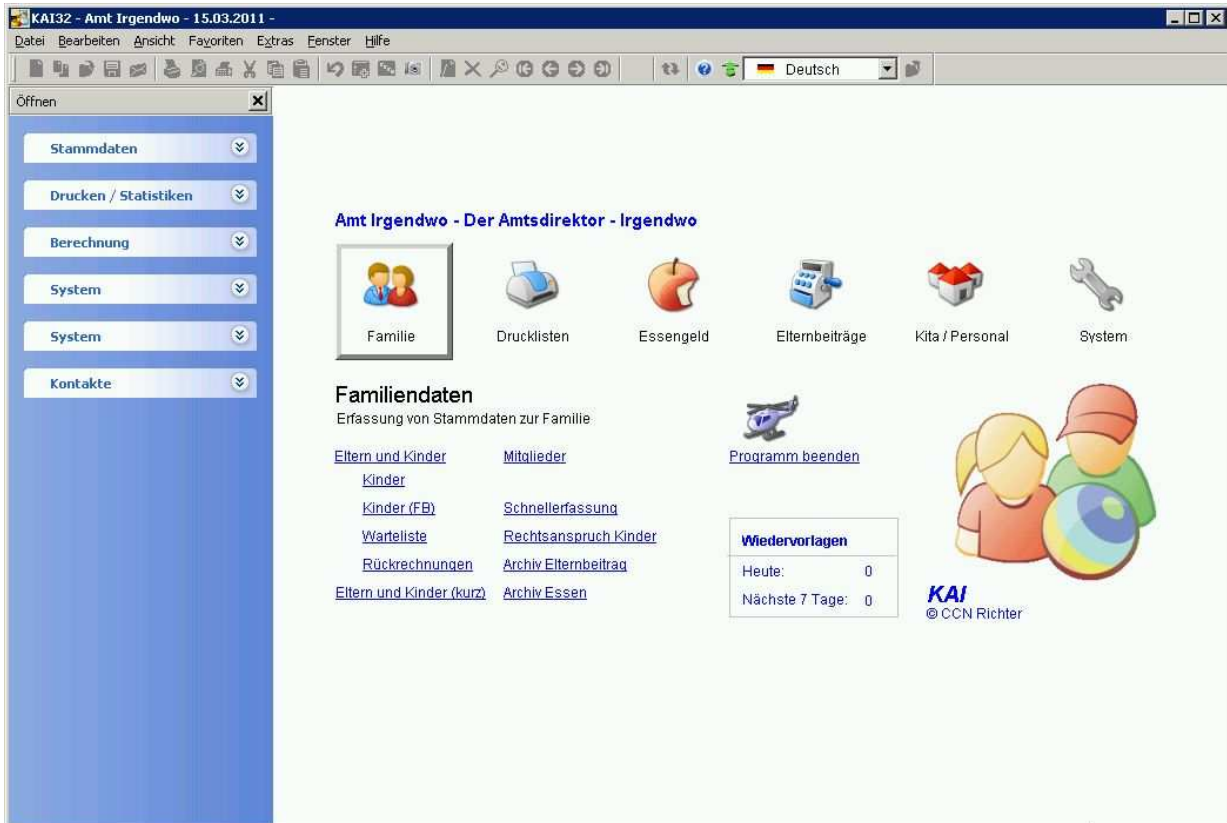 KAI32 - Amt Irgendwo - 15.03.2011 -
Datei Bearbeiten Ansicht Favoriten Extras Fenster Hilfe
Deutsch
Öffnen
Stammdaten
Drucken / Statistiken
Berechnung
System
System
Kontakte
Amt Irgendwo - Der Amtsdirektor - Irgendwo
Familie Drucklisten Essengeld Elternbeiträge Kita / Personal System
Familiendaten
Erfassung von Stammdaten zur Familie
Eltern und Kinder Mitglieder Programm beenden
Kinder
Kinder (FB) Schnellerfassung
Warteliste Rechtsanspruch Kinder
Rückrechnungen Archiv Elternbeitrag
Eltern und Kinder (kurz) Archiv Essen
Wiedervorlagen
Heute: 0
Nächste 7 Tage: 0
KAI
© CCN Richter